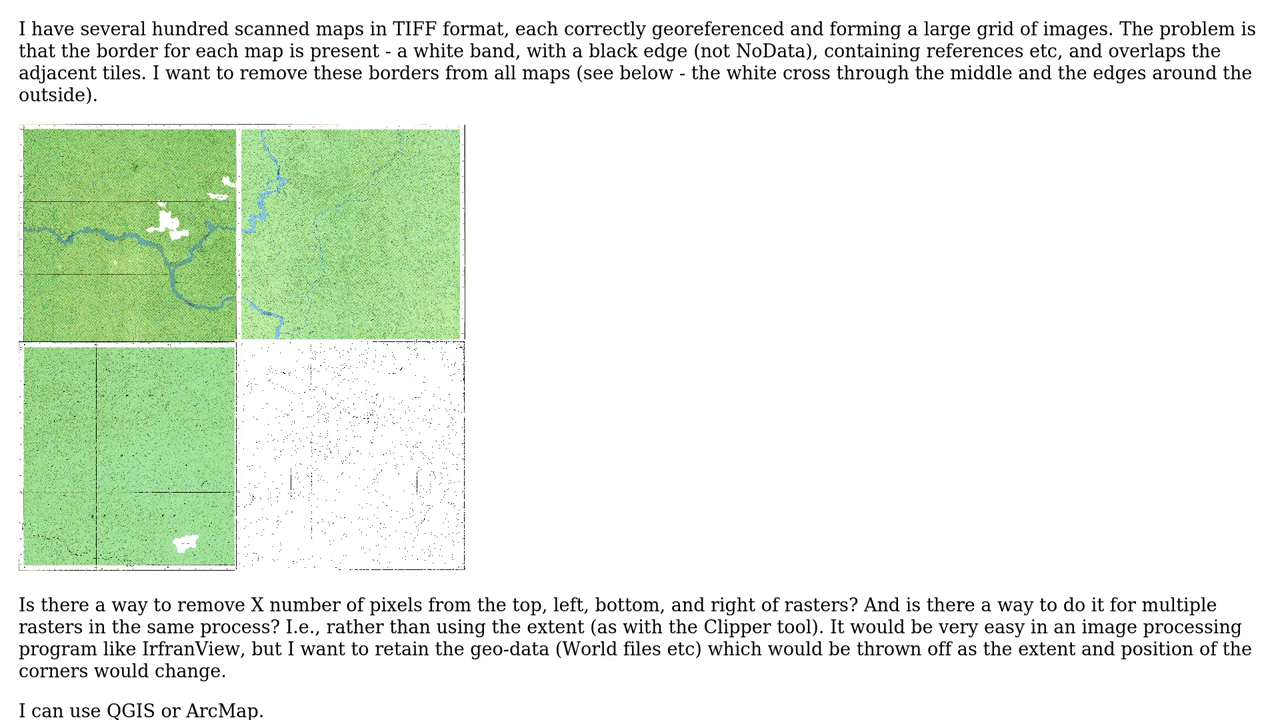 I have several hundred scanned maps in TIFF format, each correctly georeferenced and forming a large grid of images. The problem is
that the border for each map is present - a white band, with a black edge (not NoData), containing references etc, and overlaps the
adjacent tiles. I want to remove these borders from all maps (see below - the white cross through the middle and the edges around the
outside).
Is there a way to remove X number of pixels from the top, left, bottom, and right of rasters? And is there a way to do it for multiple
rasters in the same process? I.e., rather than using the extent (as with the Clipper tool). It would be very easy in an image processing
program like IrfranView, but I want to retain the geo-data (World files etc) which would be thrown off as the extent and position of the
corners would change.
I can use QGIS or ArcMap.